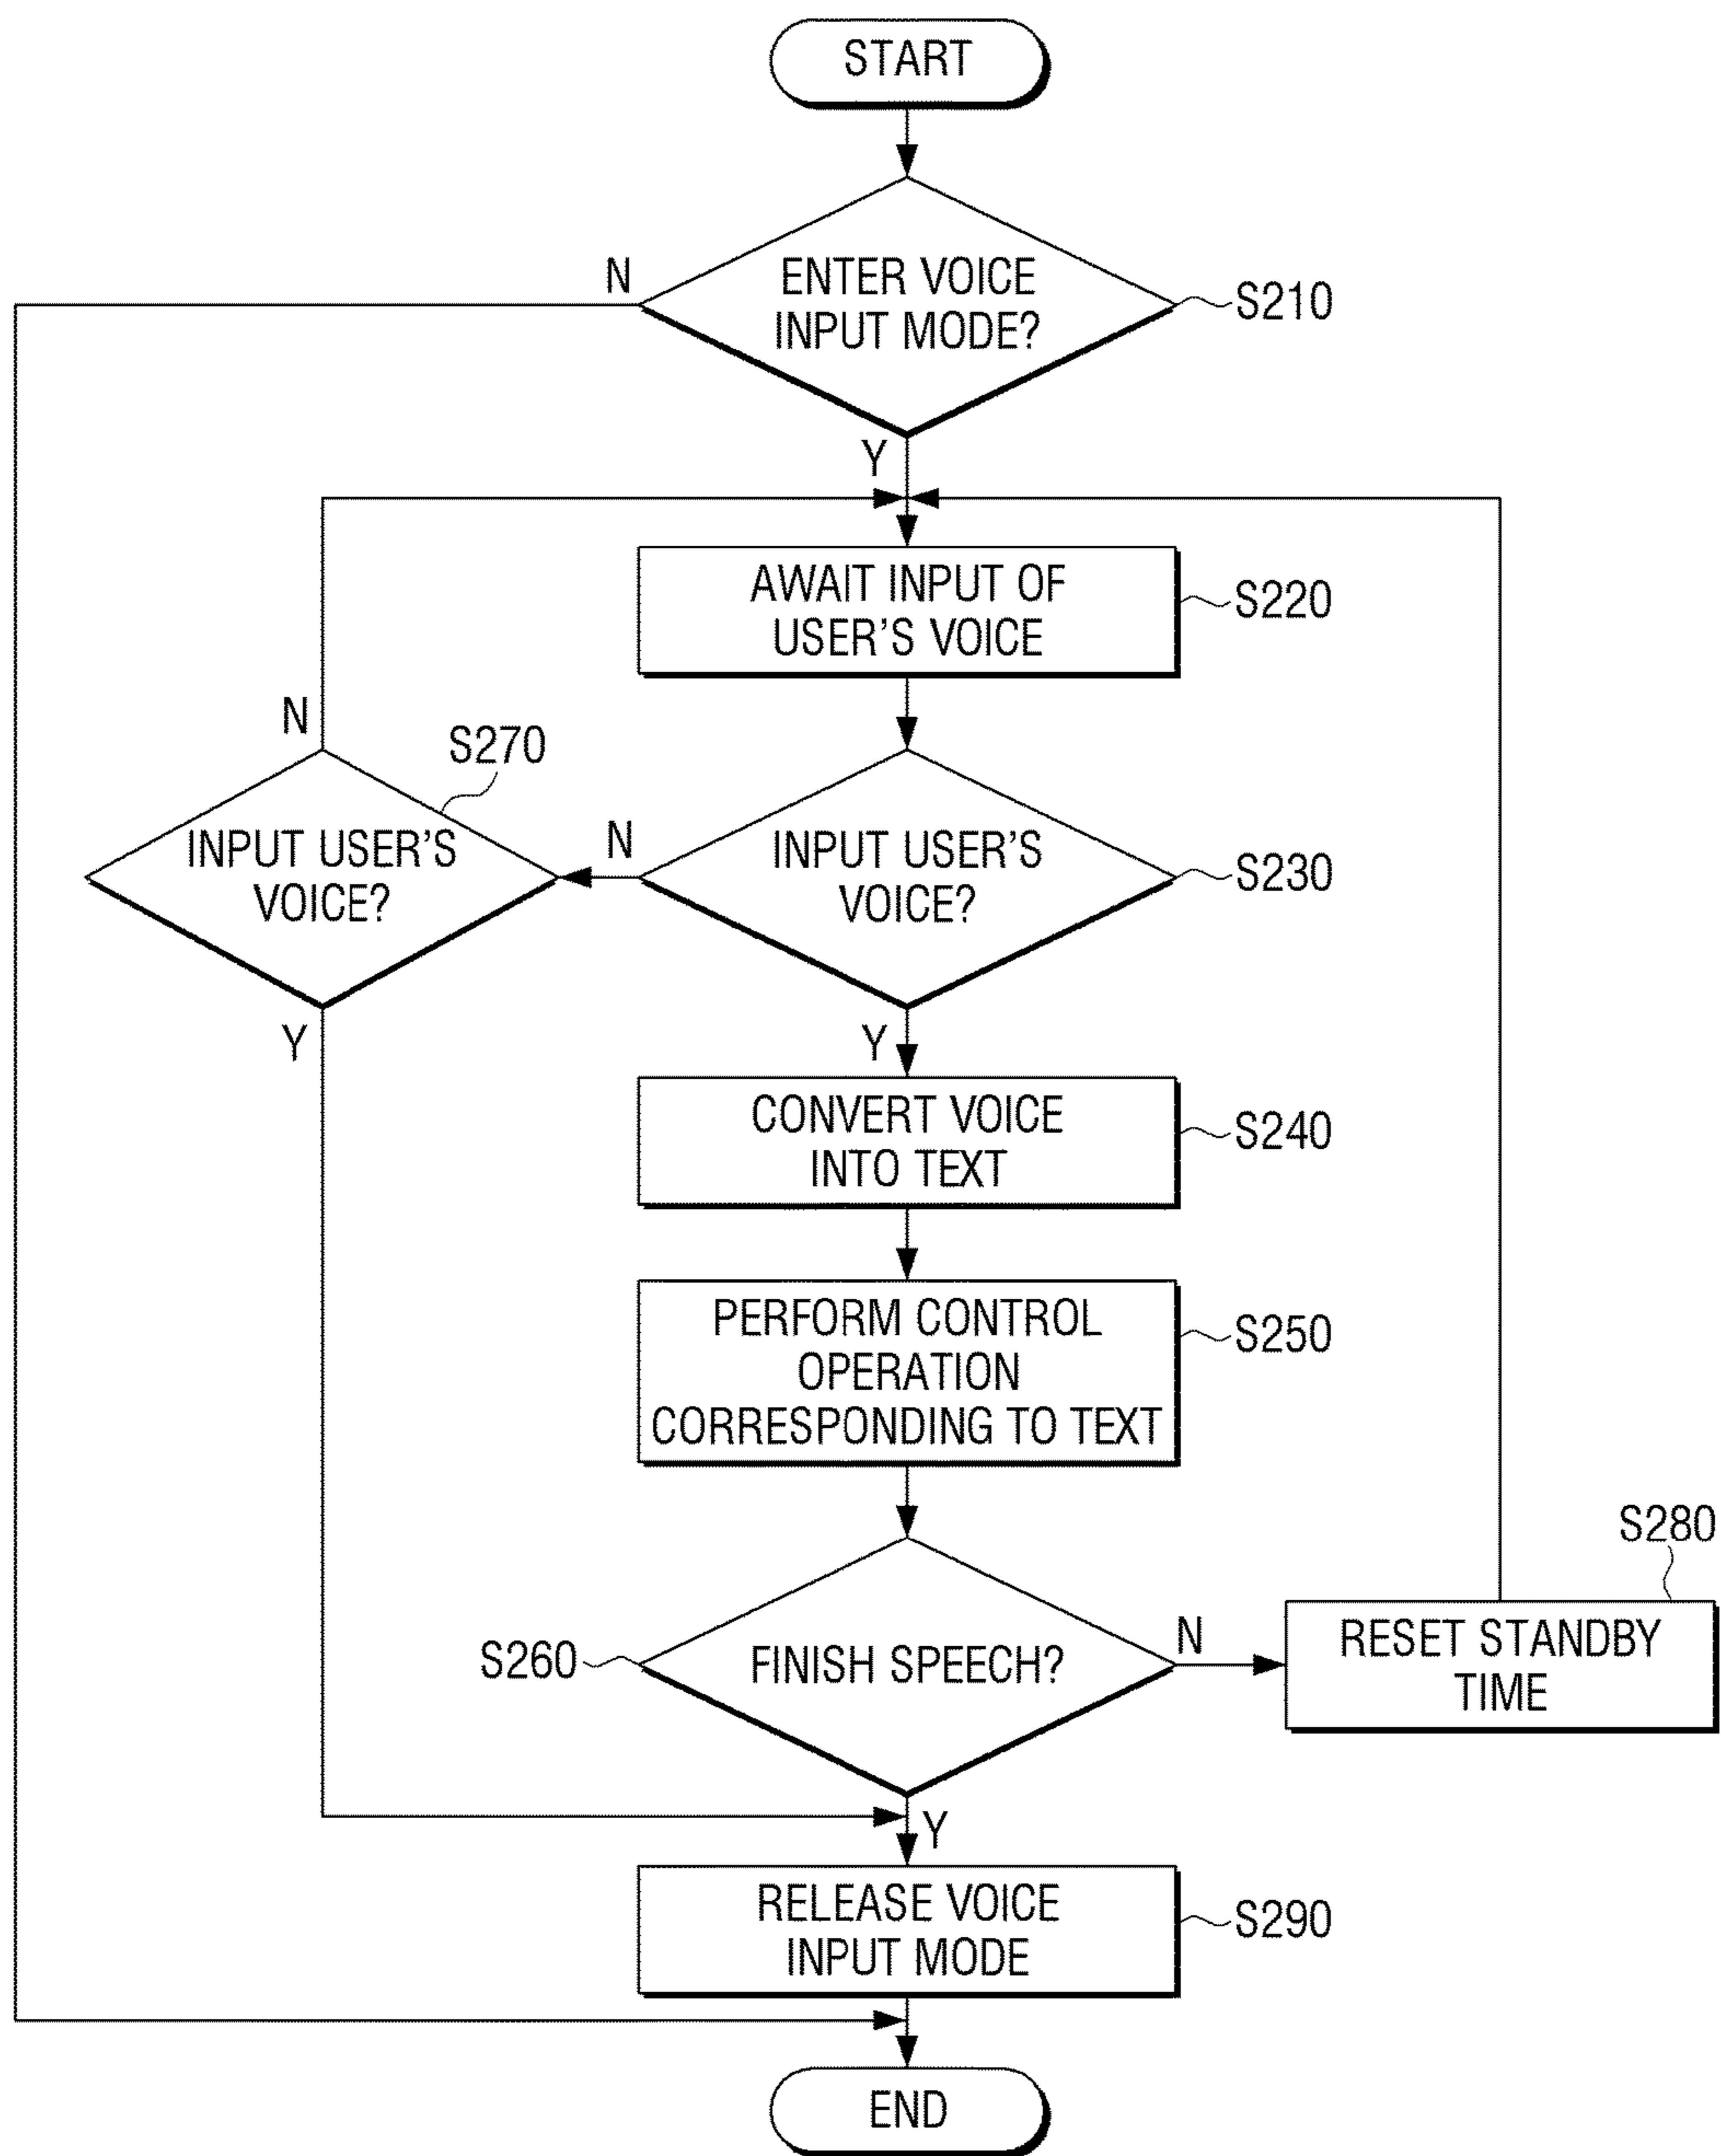 START
N
ENTER VOICE
INPUT MODE?
S210
Y
AWAIT INPUT OF
USER'S VOICE
S220
N
S270
INPUT USER'S
VOICE?
N
INPUT USER'S
VOICE?
S230
Y
Y
CONVERT VOICE
INTO TEXT
S240
PERFORM CONTROL
OPERATION
CORRESPONDING TO TEXT
S250
S260
FINISH SPEECH?
N
S280
RESET STANDBY
TIME
Y
RELEASE VOICE
INPUT MODE
S290
END